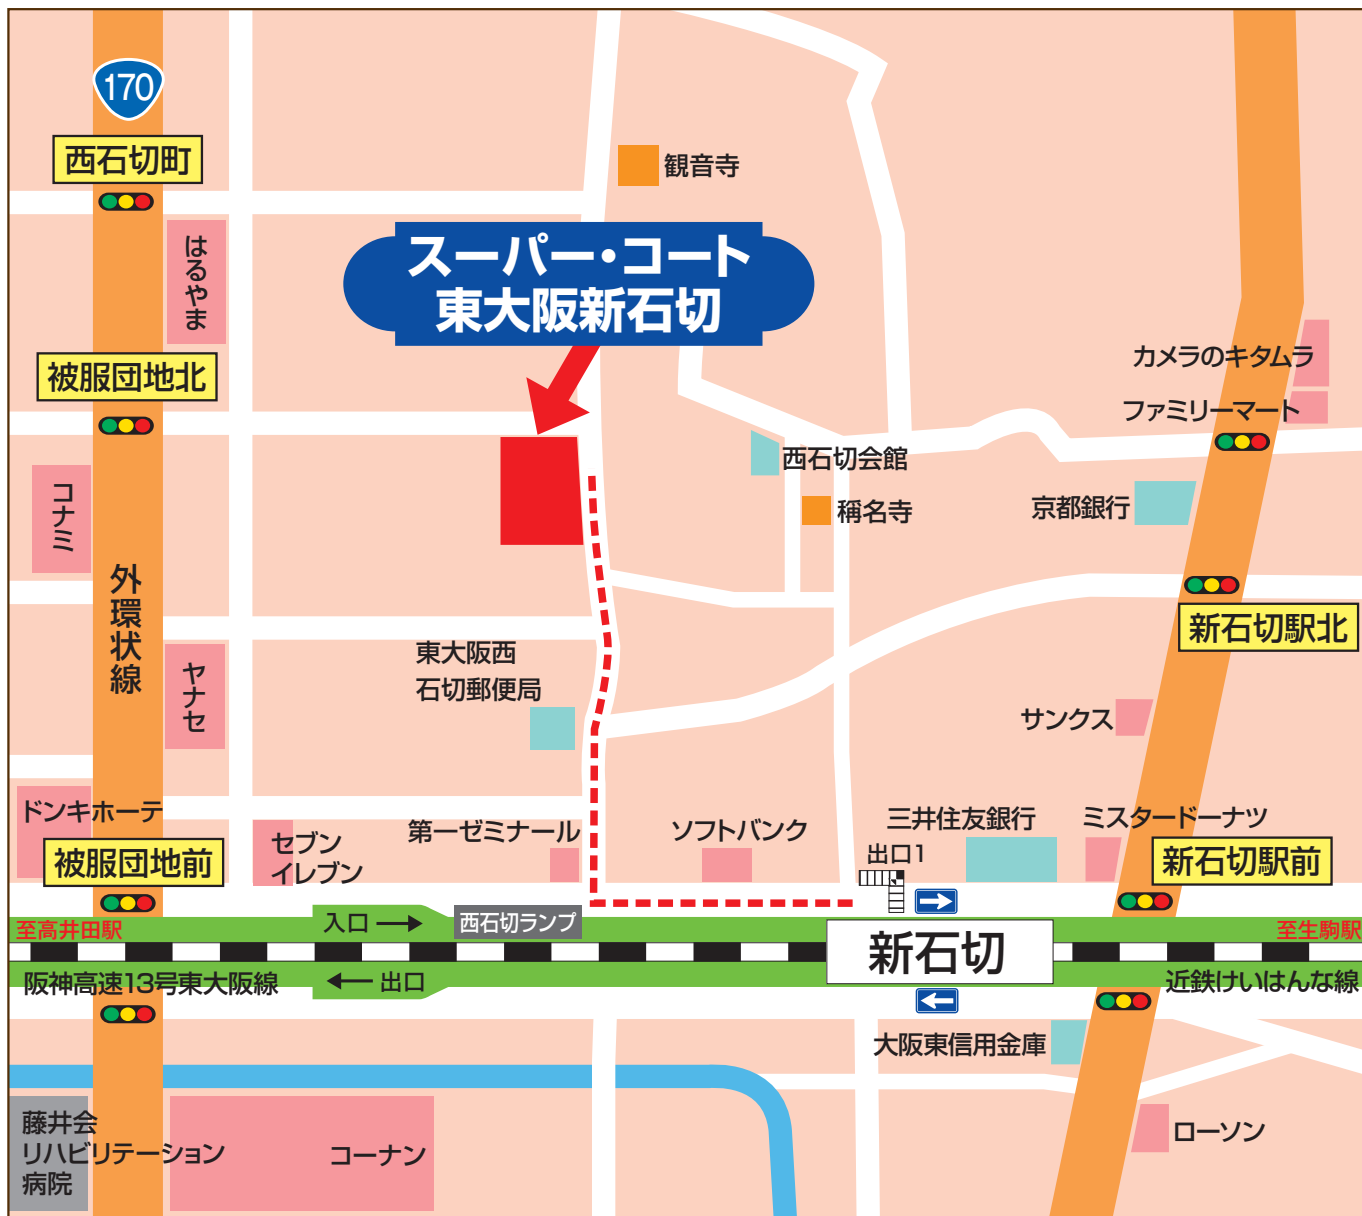 170
西石切町
観音寺
はるやま
スーパー・コート
東大阪新石切
被服団地北
カメラのキタムラ
ファミリーマート
西石切会館
コナミ
稱名寺
京都銀行
外環状線
新石切駅北
東大阪西
石切郵便局
ヤナセ
サンクス
ドンキホーテ
セブン
イレブン
第一ゼミナール
ソフトバンク
三井住友銀行
ミスタードーナツ
被服団地前
出口1
新石切駅前
至高井田駅
入口
西石切ランプ
新石切
至生駒駅
阪神高速13号東大阪線
出口
近鉄けいはんな線
大阪東信用金庫
藤井会
リハビリテーション
病院
コーナン
ローソン